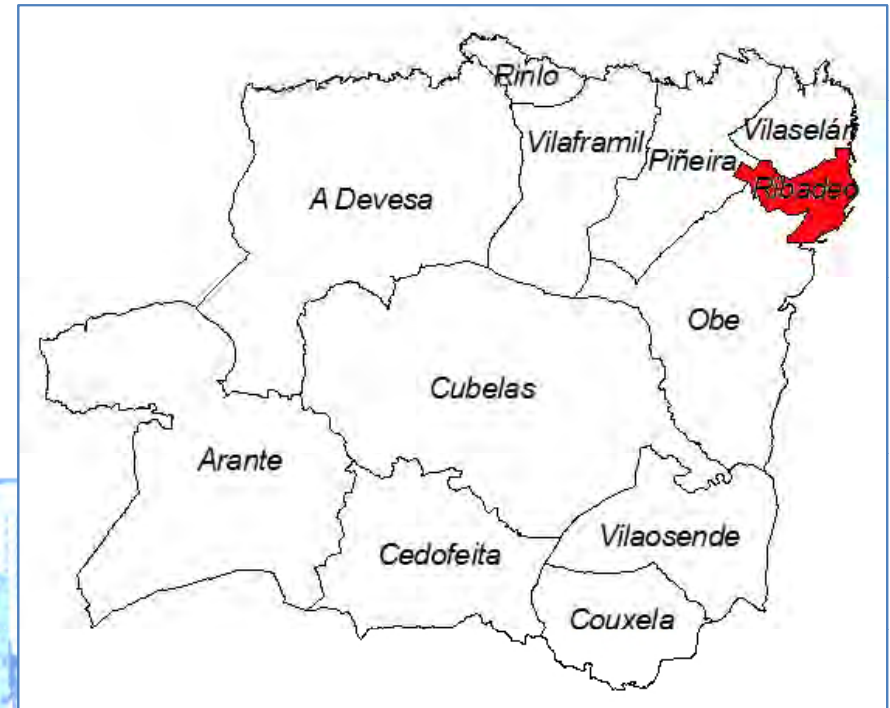 Rinlo
Vilaframil
Vilaselán
Piñeira
Ribadeo
A Devesa
Obe
Cubelas
Arante
Vilaosende
Cedofeita
Couxela